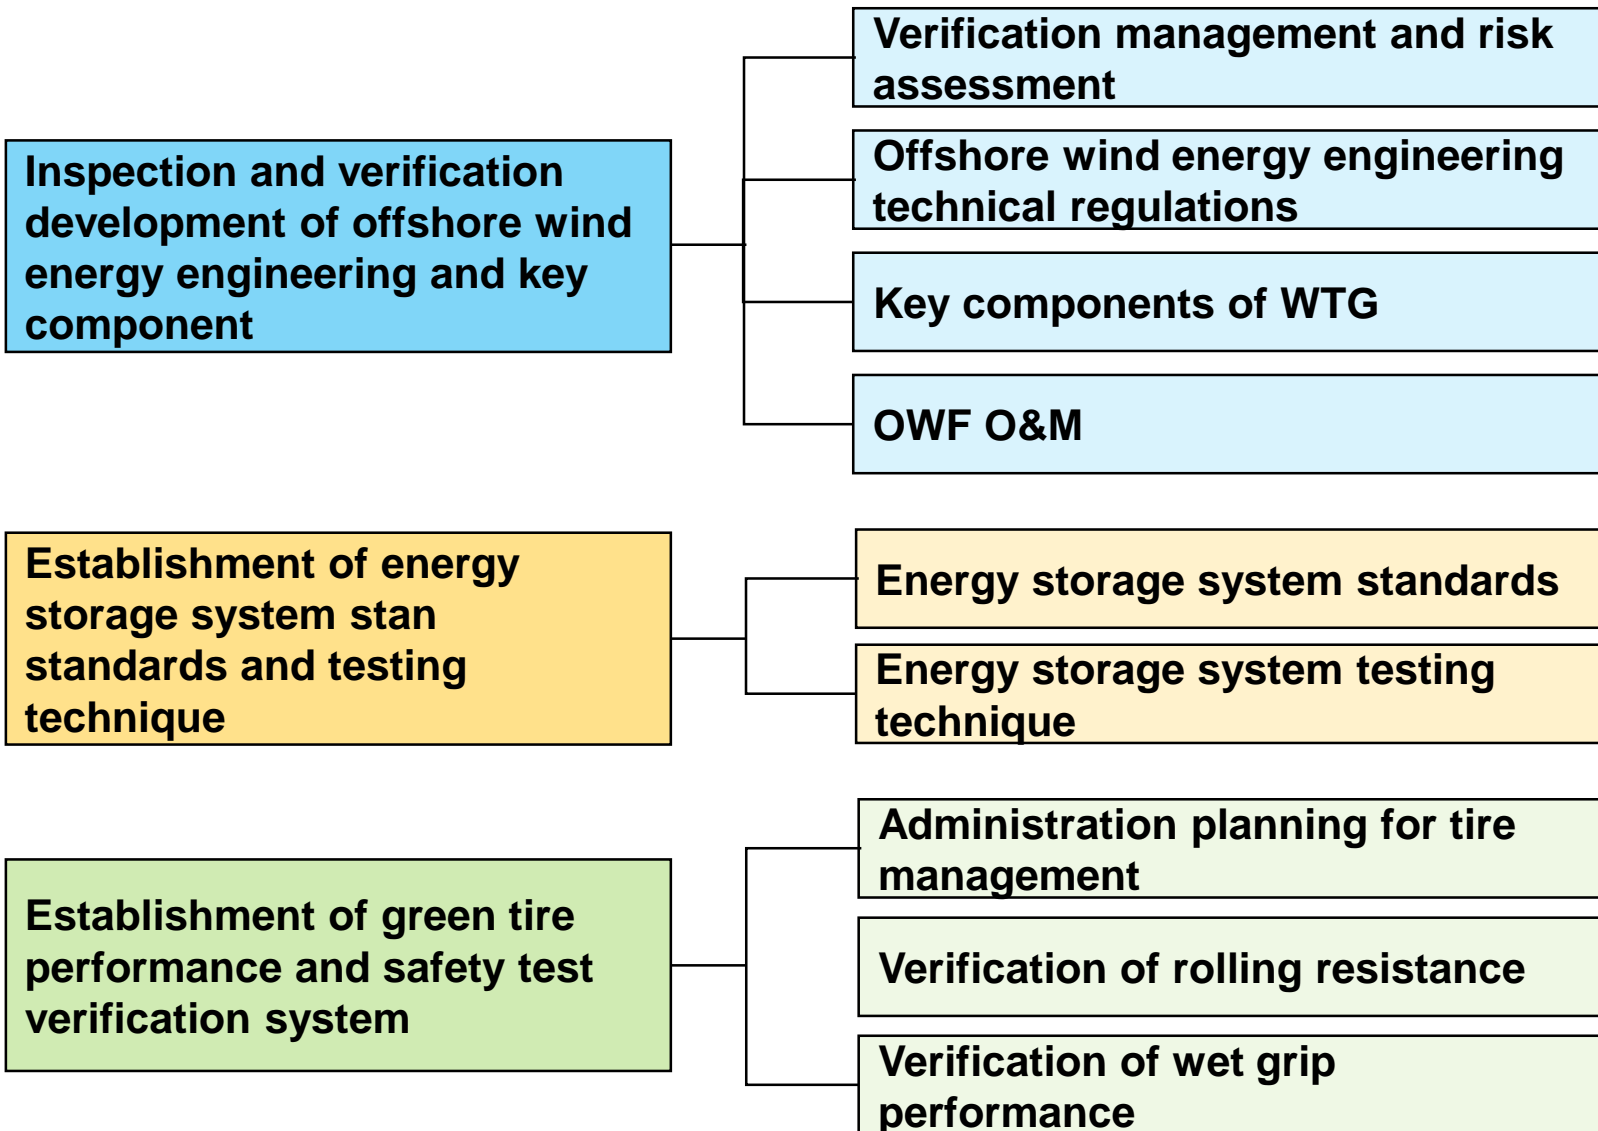 Verification management and risk
assessment
Inspection and verification
development of offshore wind
energy engineering and key
component
Offshore wind energy engineering
technical regulations
Key components of WTG
OWF O&M
Establishment of energy
storage system stan
standards and testing
technique
Energy storage system standards
Energy storage system testing
technique
Establishment of green tire
performance and safety test
verification system
Administration planning for tire
management
Verification of rolling resistance
Verification of wet grip
performance